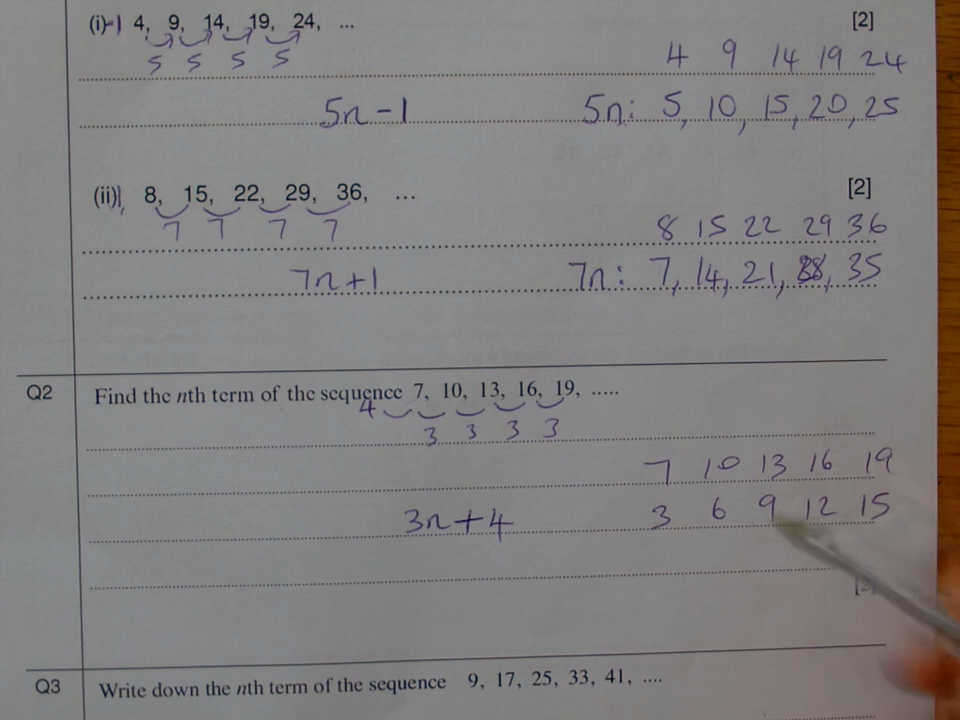 (i) -1 4, 9, 14, 19, 24, ... [2]
5 5 5 5 4 9 14 19 24
5n - 1 5n: 5, 10, 15, 20, 25
(ii) 1, 8, 15, 22, 29, 36, ... [2]
7 7 7 7 8 15 22 29 36
7n + 1 7n: 7, 14, 21, 28, 35
Q2 Find the nth term of the sequence 7, 10, 13, 16, 19, .....
4 3 3 3 3
7 10 13 16 19
3n + 4 3 6 9 12 15
[2]
Q3 Write down the nth term of the sequence 9, 17, 25, 33, 41, ....